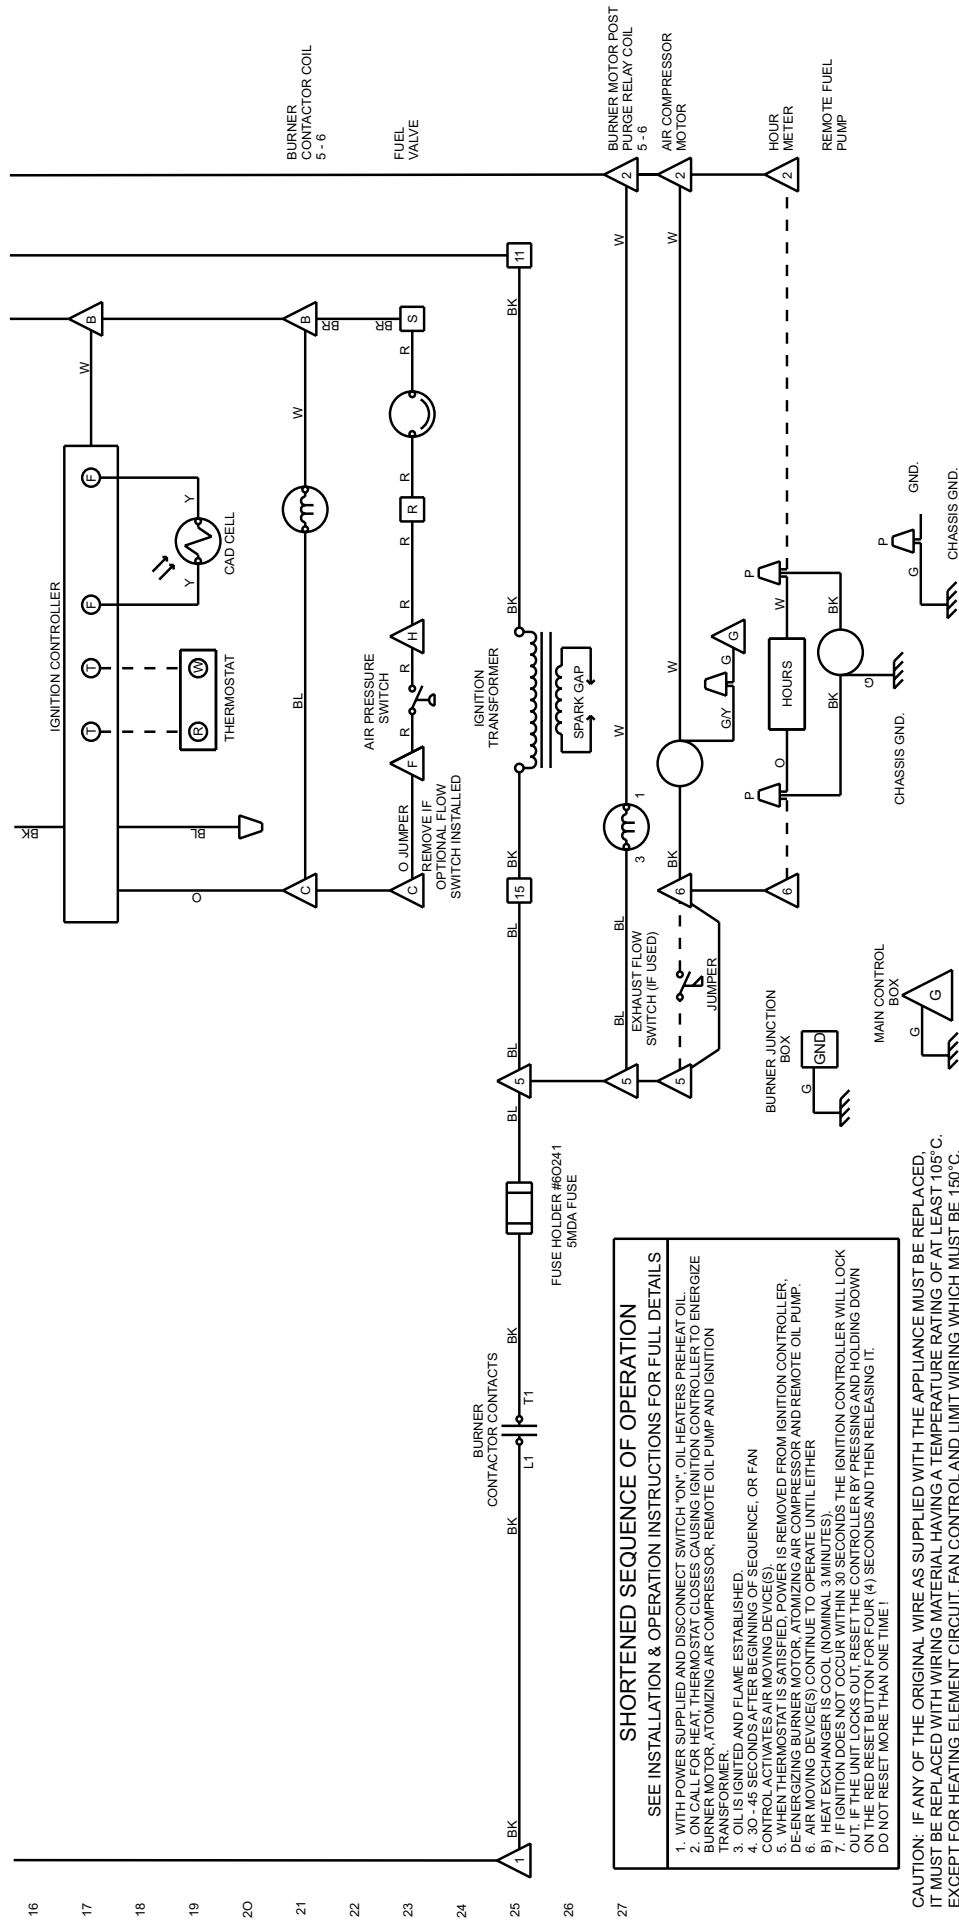 16
17
18
19
20
21
22
23
24
25
26
27
BK
O
BL
IGNITION CONTROLLER
T
T
F
F
W
B
R
W
THERMOSTAT
Y
Y
CAD CELL
C
BL
W
B
BURNER
CONTACTOR COIL
5 - 6
BR
BR
C
O JUMPER
REMOVE IF
OPTIONAL FLOW
SWITCH INSTALLED
F
R
AIR PRESSURE
SWITCH
R
H
R
R
R
R
R
S
FUEL
VALVE
1
BK
BK
BURNER
CONTACTOR CONTACTS
L1
T1
BK
FUSE HOLDER #6O241
5MDA FUSE
BL
5
BL
BL
15
BK
IGNITION
TRANSFORMER
SPARK GAP
BK
BK
11
5
BL
BL
3
1
W
W
2
BURNER MOTOR POST
PURGE RELAY COIL
5 - 6
5
EXHAUST FLOW
SWITCH (IF USED)
JUMPER
6
BK
W
W
2
AIR COMPRESSOR
MOTOR
G/Y
G
G
6
P
O
HOURS
W
P
2
HOUR
METER
BK
BK
G
REMOTE FUEL
PUMP
CHASSIS GND.
P
G
GND.
CHASSIS GND.
BURNER JUNCTION
BOX
G
GND
MAIN CONTROL
BOX
G
G
SHORTENED SEQUENCE OF OPERATION
SEE INSTALLATION & OPERATION INSTRUCTIONS FOR FULL DETAILS
1. WITH POWER SUPPLIED AND DISCONNECT SWITCH "ON", OIL HEATERS PREHEAT OIL.
2. ON CALL FOR HEAT, THERMOSTAT CLOSES CAUSING IGNITION CONTROLLER TO ENERGIZE
BURNER MOTOR, ATOMIZING AIR COMPRESSOR, REMOTE OIL PUMP AND IGNITION
TRANSFORMER.
3. OIL IS IGNITED AND FLAME ESTABLISHED.
4. 3O - 45 SECONDS AFTER BEGINNING OF SEQUENCE, OR FAN
CONTROL ACTIVATES AIR MOVING DEVICE(S).
5. WHEN THERMOSTAT IS SATISFIED, POWER IS REMOVED FROM IGNITION CONTROLLER,
DE-ENERGIZING BURNER MOTOR, ATOMIZING AIR COMPRESSOR AND REMOTE OIL PUMP.
6. AIR MOVING DEVICE(S) CONTINUE TO OPERATE UNTIL EITHER
B) HEAT EXCHANGER IS COOL (NOMINAL 3 MINUTES).
7. IF IGNITION DOES NOT OCCUR WITHIN 30 SECONDS THE IGNITION CONTROLLER WILL LOCK
OUT. IF THE UNIT LOCKS OUT, RESET THE CONTROLLER BY PRESSING AND HOLDING DOWN
ON THE RED RESET BUTTON FOR FOUR (4) SECONDS AND THEN RELEASING IT.
DO NOT RESET MORE THAN ONE TIME !
CAUTION: IF ANY OF THE ORIGINAL WIRE AS SUPPLIED WITH THE APPLIANCE MUST BE REPLACED,
IT MUST BE REPLACED WITH WIRING MATERIAL HAVING A TEMPERATURE RATING OF AT LEAST 105°C.
EXCEPT FOR HEATING ELEMENT CIRCUIT, FAN CONTROL AND LIMIT WIRING WHICH MUST BE 150°C.